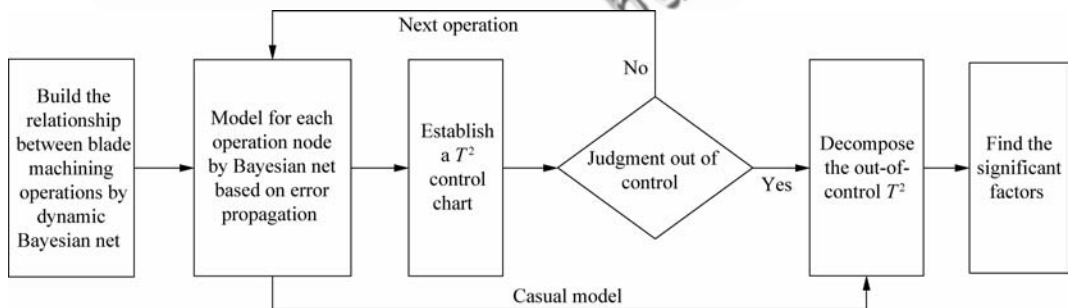 Next operation
No
Build the
relationship
between blade
machining
operations by
dynamic
Bayesian net
Model for each
operation node
by Bayesian net
based on error
propagation
Establish
a T²
control
chart
Judgment out of
control
Yes
Decompose
the out-of-
control T²
Find the
significant
factors
Casual model